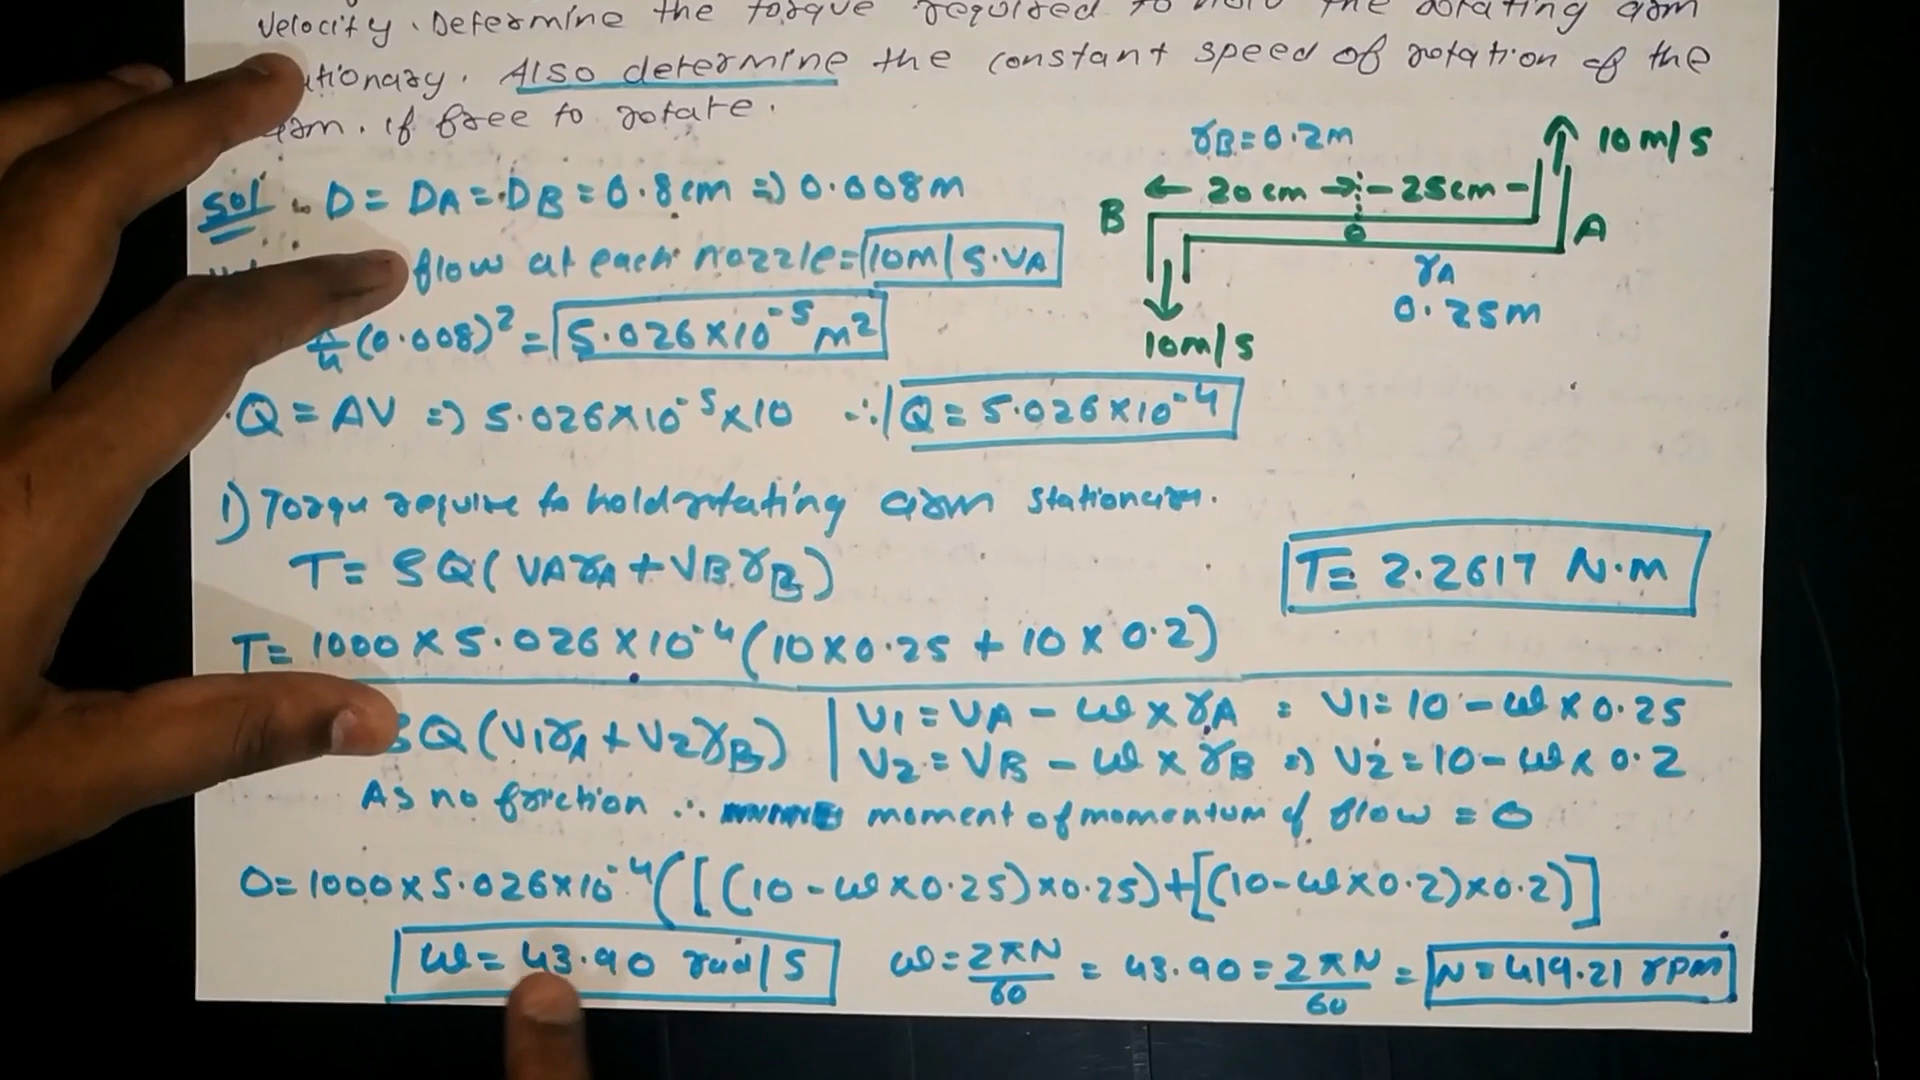 Velocity. Determine the torque required to hold the rotating arm
tionary. Also determine the constant speed of rotation of the
arm. if free to rotate.
Sol. D = DA = DB = 0.8cm => 0.008m
flow at each nozzle = 10m/s. VA
π/4 (0.008)² = 5.026×10⁻⁵ m²
Q = AV => 5.026×10⁻⁵×10 ∴ Q = 5.026×10⁻⁴
rB = 0.2m
10m/s
B ← 20cm → 25cm
O
A
rA
0.25m
10m/s
1) Torqu require to hold rotating arm stationary.
T = ρQ(VArA + VBrB)
T = 2.2617 N.m
T = 1000 × 5.026 × 10⁻⁴ (10×0.25 + 10×0.2)
ρQ(V1rA + V2rB) | V1 = VA - ω×rA = V1 = 10 - ω×0.25
V2 = VB - ω×rB => V2 = 10 - ω×0.2
As no friction ∴ moment of momentum of flow = 0
0 = 1000×5.026×10⁻⁴([(10-ω×0.25)×0.25)+[(10-ω×0.2)×0.2)]
ω = 43.90 rad/s ω = 2πN/60 = 43.90 = 2πN/60 = N = 419.21 rpm